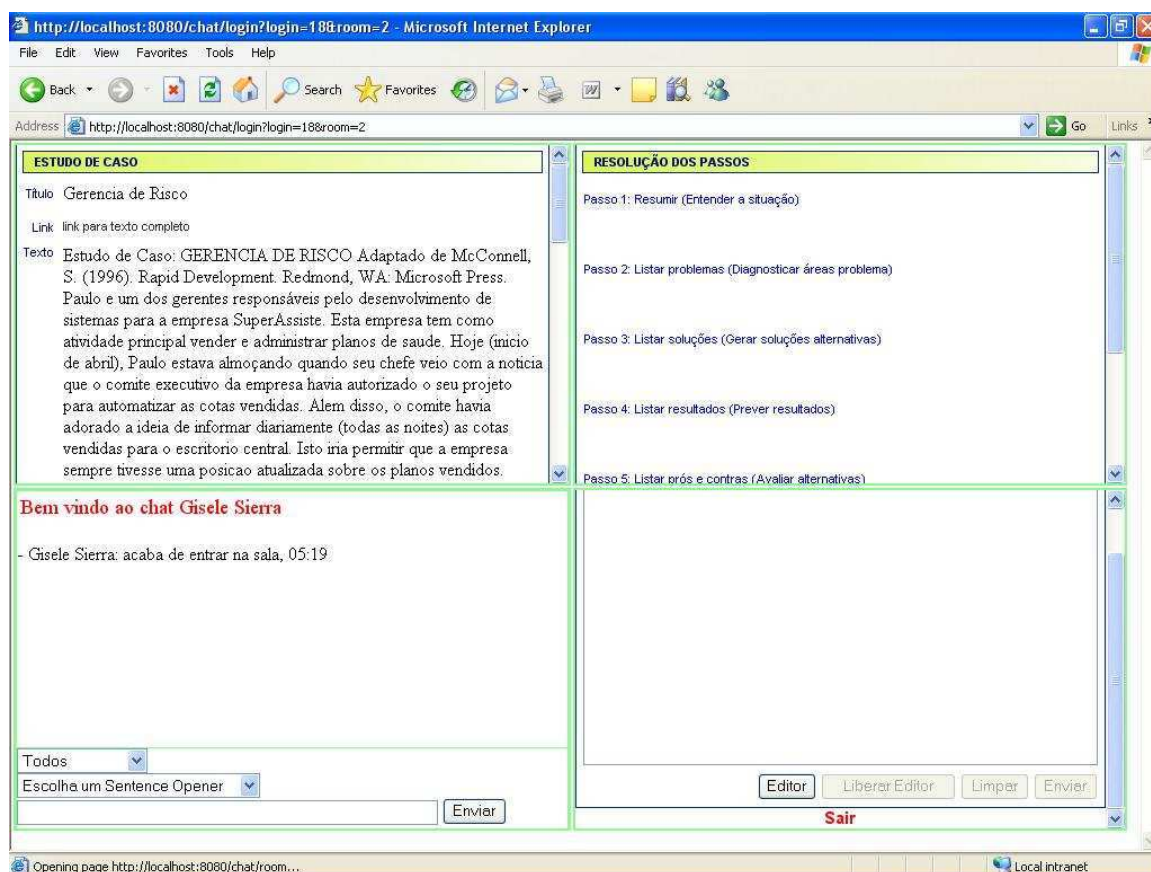 http://localhost:8080/chat/login?login=18&room=2 - Microsoft Internet Explorer
File Edit View Favorites Tools Help
Back Search Favorites
Address http://localhost:8080/chat/login?login=18&room=2 Go Links
ESTUDO DE CASO
Título Gerencia de Risco
Link link para texto completo
Texto Estudo de Caso: GERENCIA DE RISCO Adaptado de McConnell,
S. (1996). Rapid Development. Redmond, WA: Microsoft Press.
Paulo e um dos gerentes responsáveis pelo desenvolvimento de
sistemas para a empresa SuperAssiste. Esta empresa tem como
atividade principal vender e administrar planos de saude. Hoje (inicio
de abril), Paulo estava almoçando quando seu chefe veio com a noticia
que o comite executivo da empresa havia autorizado o seu projeto
para automatizar as cotas vendidas. Alem disso, o comite havia
adorado a ideia de informar diariamente (todas as noites) as cotas
vendidas para o escritorio central. Isto iria permitir que a empresa
sempre tivesse uma posicao atualizada sobre os planos vendidos.
RESOLUÇÃO DOS PASSOS
Passo 1: Resumir (Entender a situação)
Passo 2: Listar problemas (Diagnosticar áreas problema)
Passo 3: Listar soluções (Gerar soluções alternativas)
Passo 4: Listar resultados (Prever resultados)
Passo 5: Listar prós e contras (Avaliar alternativas)
Bem vindo ao chat Gisele Sierra
- Gisele Sierra: acaba de entrar na sala, 05:19
Todos
Escolha um Sentence Opener
Enviar
Editor Liberar Editor Limpar Enviar
Sair
Opening page http://localhost:8080/chat/room... Local intranet